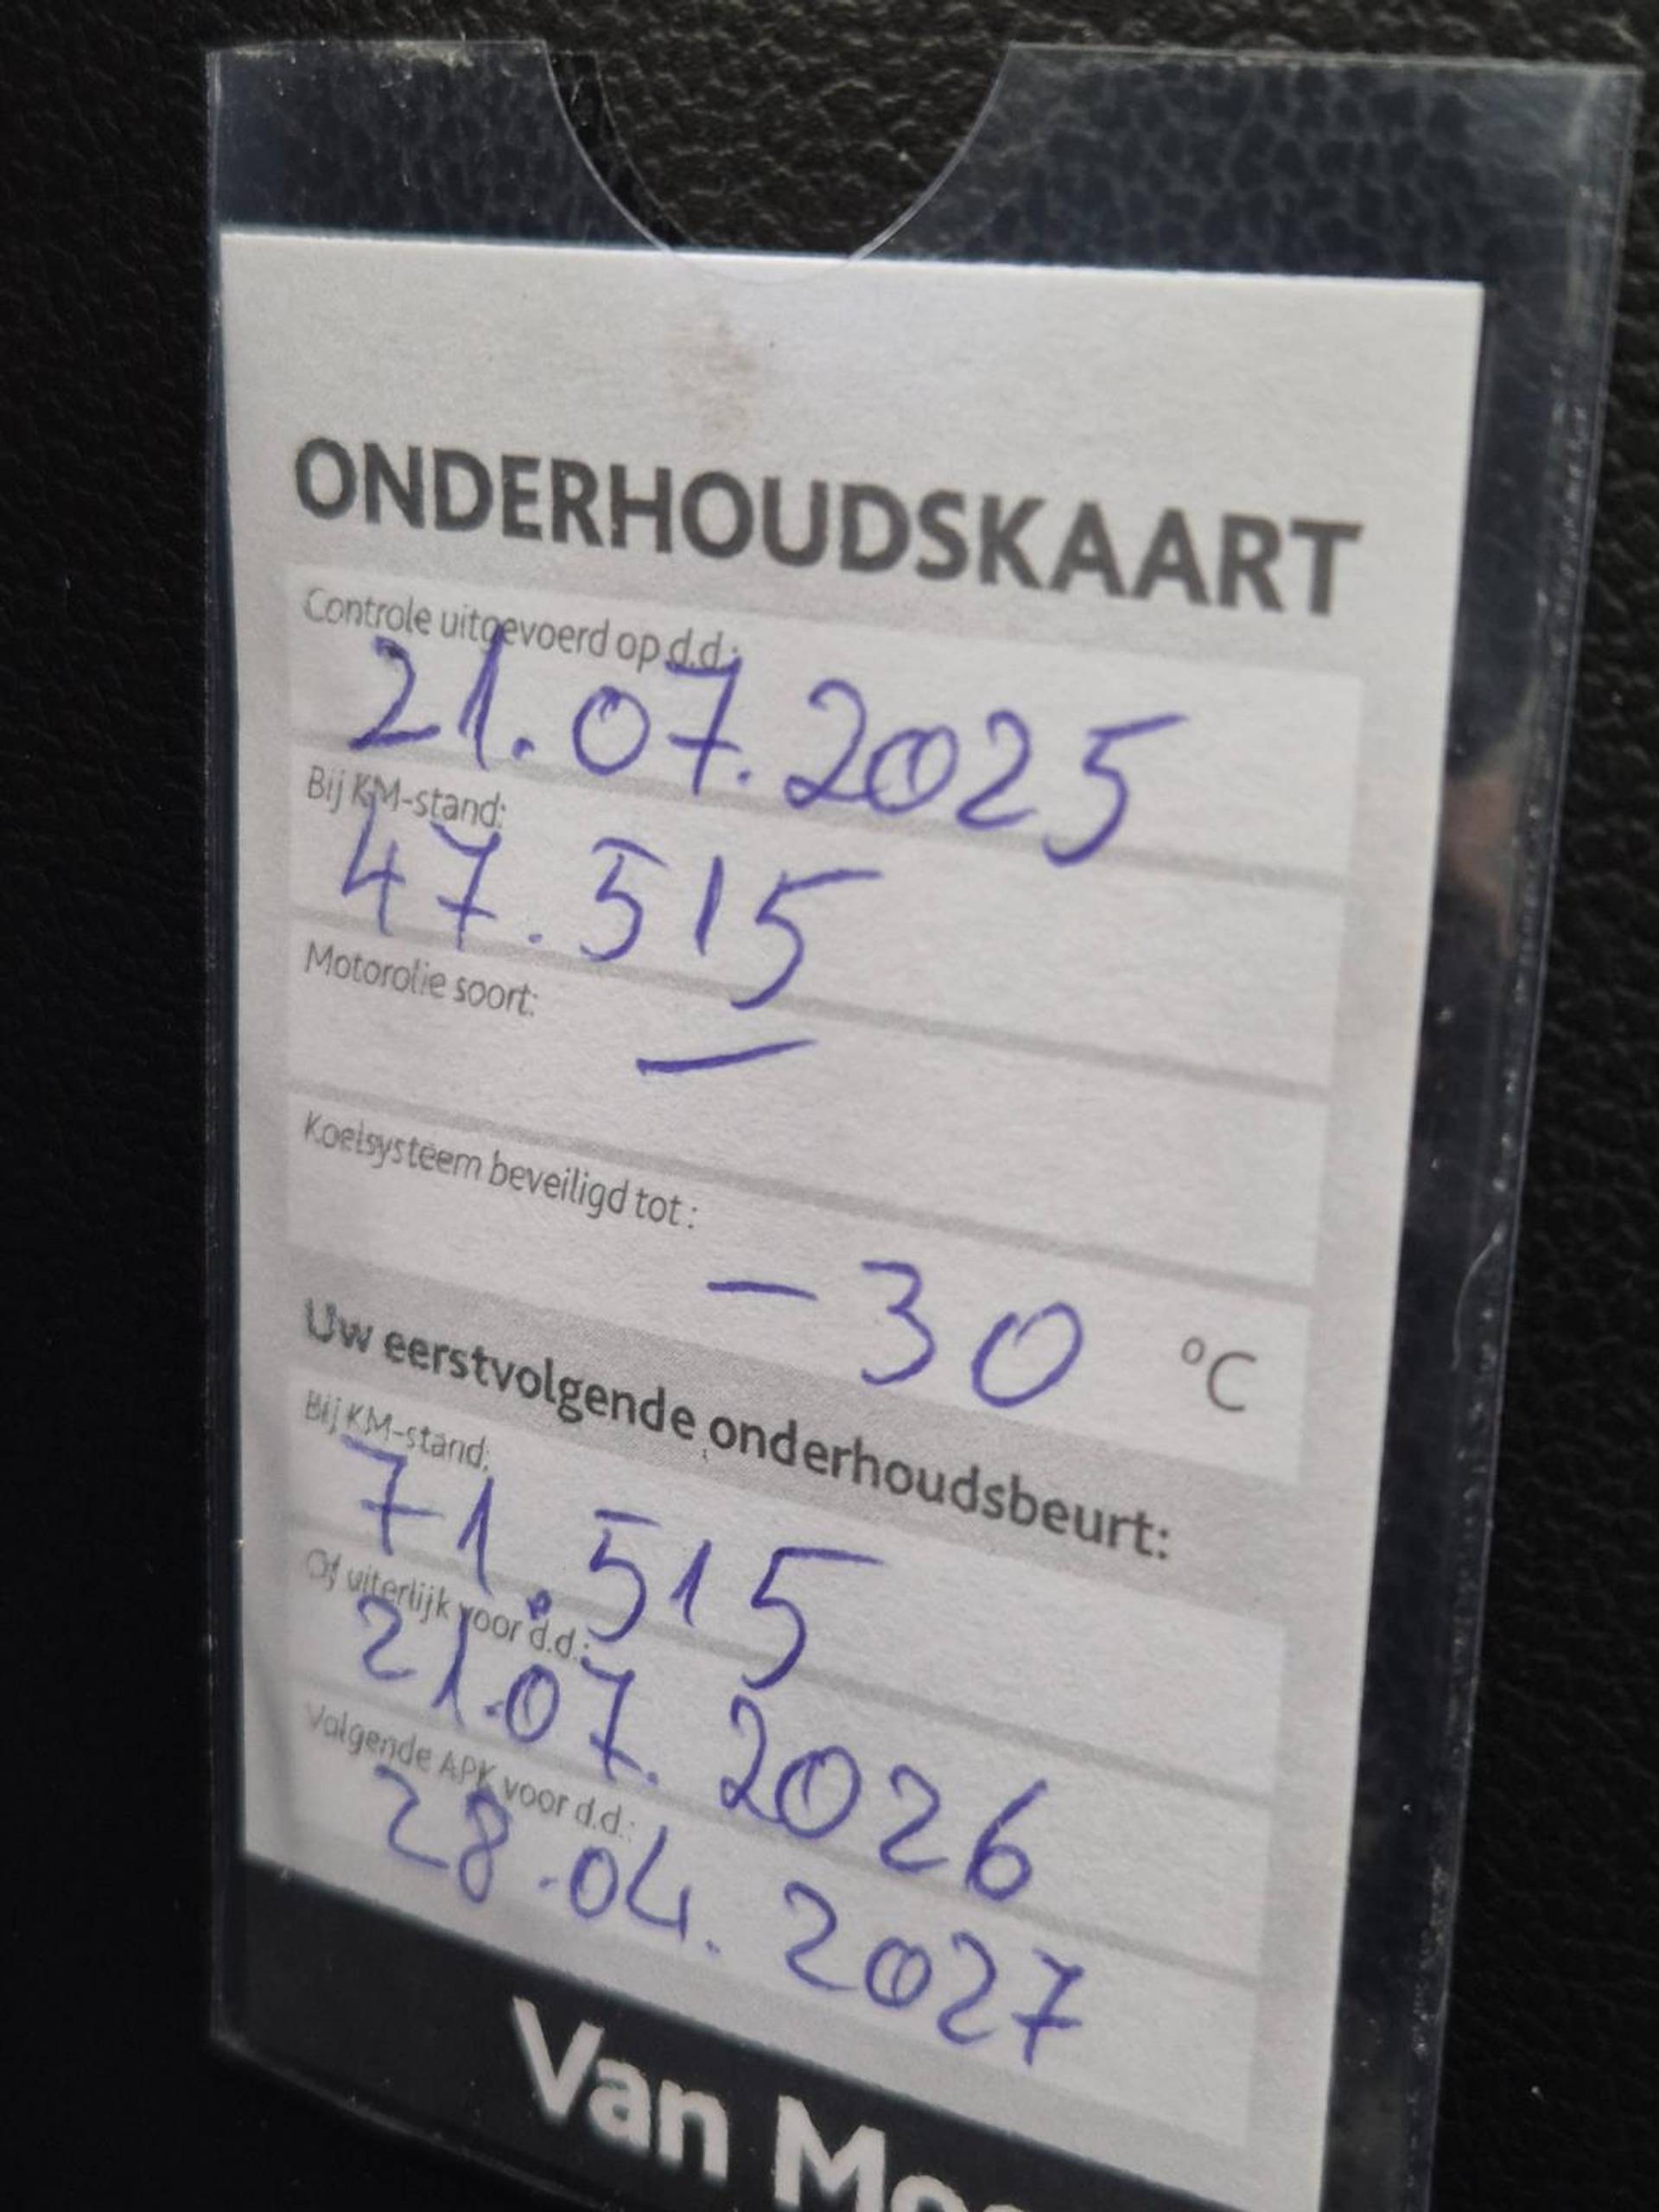 ONDERHOUDSKAART
Controle uitgevoerd op d.d.:
21.07.2025
Bij KM-stand:
47.515
Motorolie soort:
—
Koelsysteem beveiligd tot :
-30 °C
Uw eerstvolgende onderhoudsbeurt:
Bij KM-stand:
71.515
Of uiterlijk voor d.d.:
21.07.2026
Volgende APK voor d.d.:
28.04.2027
Van